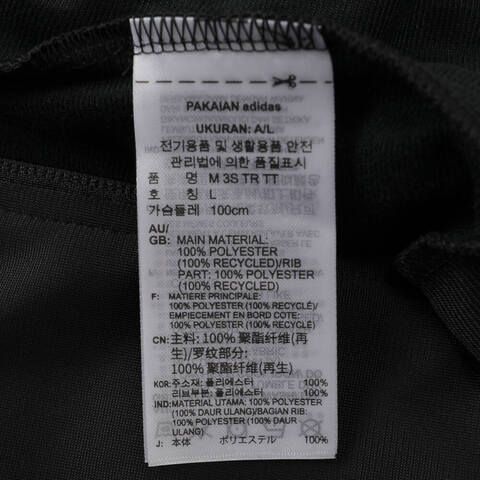 PAKAIAN adidas
UKURAN: A/L
전기용품 및 생활용품 안전
관리법에 의한 품질표시
품 명 M 3S TR TT
호 칭 L
가슴둘레 100cm
AU/
GB: MAIN MATERIAL:
100% POLYESTER
(100% RECYCLED)/RIB
PART: 100% POLYESTER
(100% RECYCLED)
F: MATIERE PRINCIPALE:
100% POLYESTER (100% RECYCLÉ)/
EMPIECEMENT EN BORD COTE:
100% POLYESTER (100% RECYCLÉ)
CN: 主料: 100% 聚酯纤维(再
生)/罗纹部分:
100% 聚酯纤维(再生)
KOR: 주소재: 폴리에스터 100%
리브부분: 폴리에스터 100%
IND: MATERIAL UTAMA: 100% POLYESTER
(100% DAUR ULANG)/BAGIAN RIB:
100% POLYESTER (100% DAUR
ULANG)
J: 本体 ポリエステル 100%